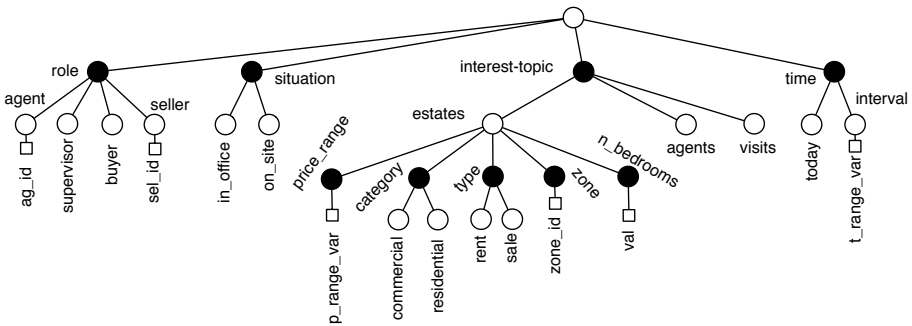 role
situation
interest-topic
time
agent
seller
interval
estates
agents
visits
ag_id
supervisor
buyer
sel_id
in_office
on_site
price_range
category
type
zone
n_bedrooms
today
t_range_var
p_range_var
commercial
residential
rent
sale
zone_id
val